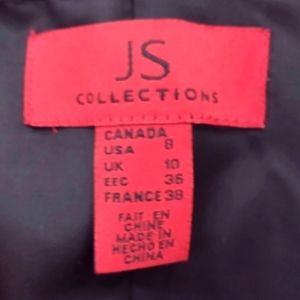 JS
COLLECTIONS
CANADA
USA 8
UK 10
EEC 36
FRANCE 38
FAIT EN
CHINE
MADE IN
HECHO EN
CHINA